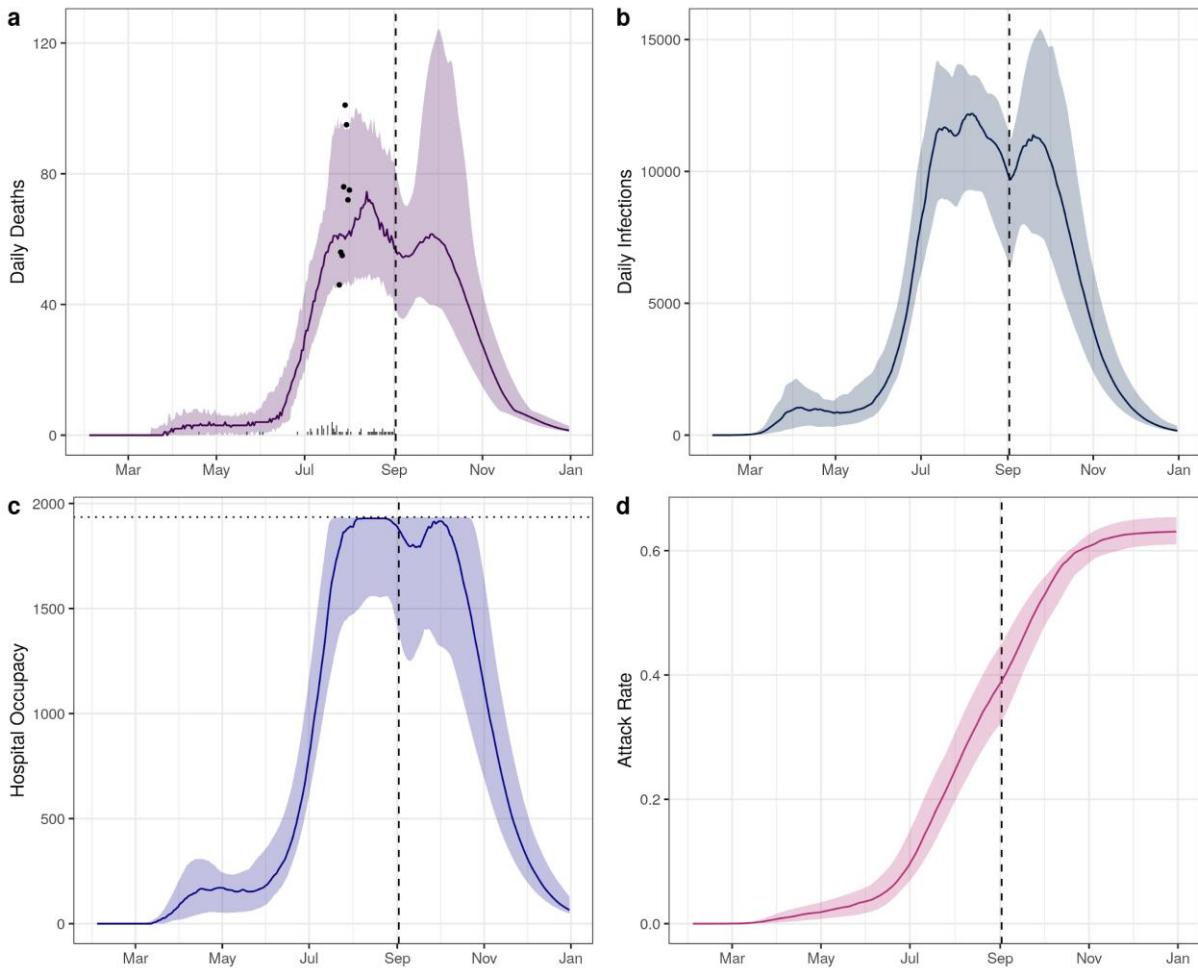 a
Daily Deaths
120
80
40
0
Mar May Jul Sep Nov Jan
b
Daily Infections
15000
10000
5000
0
Mar May Jul Sep Nov Jan
c
Hospital Occupancy
2000
1500
1000
500
0
Mar May Jul Sep Nov Jan
d
Attack Rate
0.6
0.4
0.2
0.0
Mar May Jul Sep Nov Jan